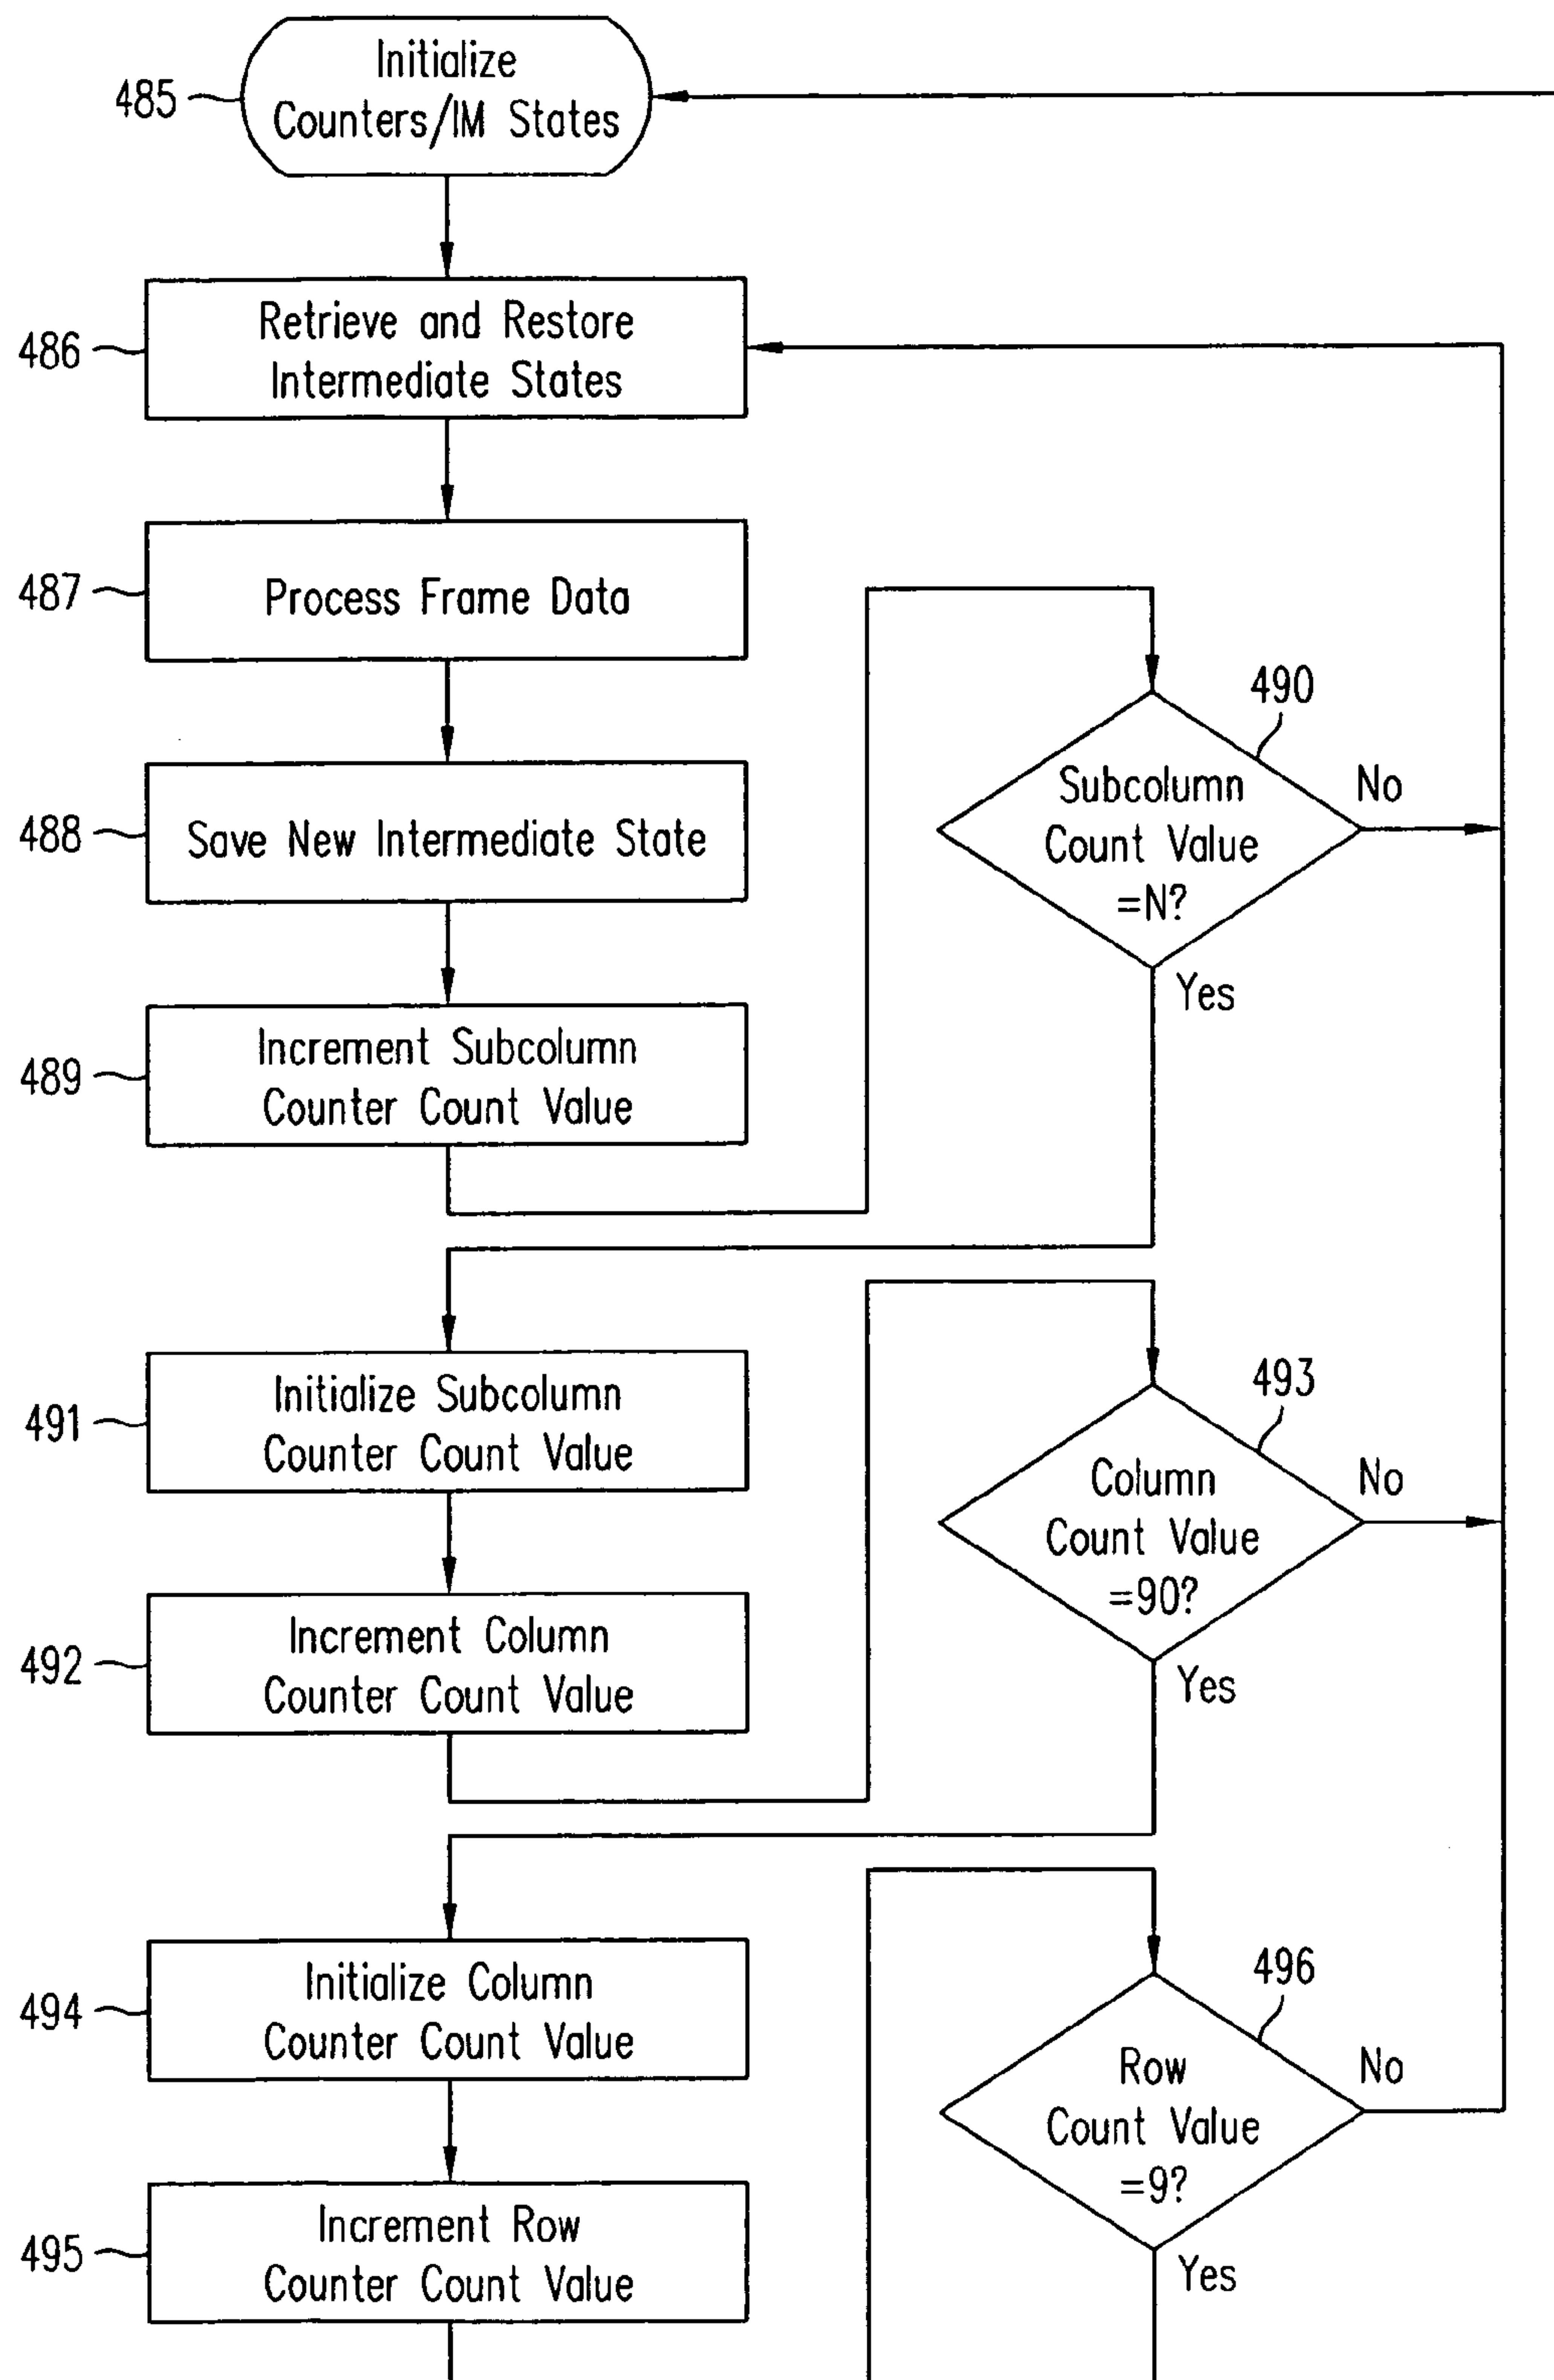 485
Initialize
Counters/IM States
486
Retrieve and Restore
Intermediate States
487
Process Frame Data
488
Save New Intermediate State
489
Increment Subcolumn
Counter Count Value
490
Subcolumn
Count Value
=N?
No
Yes
491
Initialize Subcolumn
Counter Count Value
492
Increment Column
Counter Count Value
493
Column
Count Value
=90?
No
Yes
494
Initialize Column
Counter Count Value
495
Increment Row
Counter Count Value
496
Row
Count Value
=9?
No
Yes